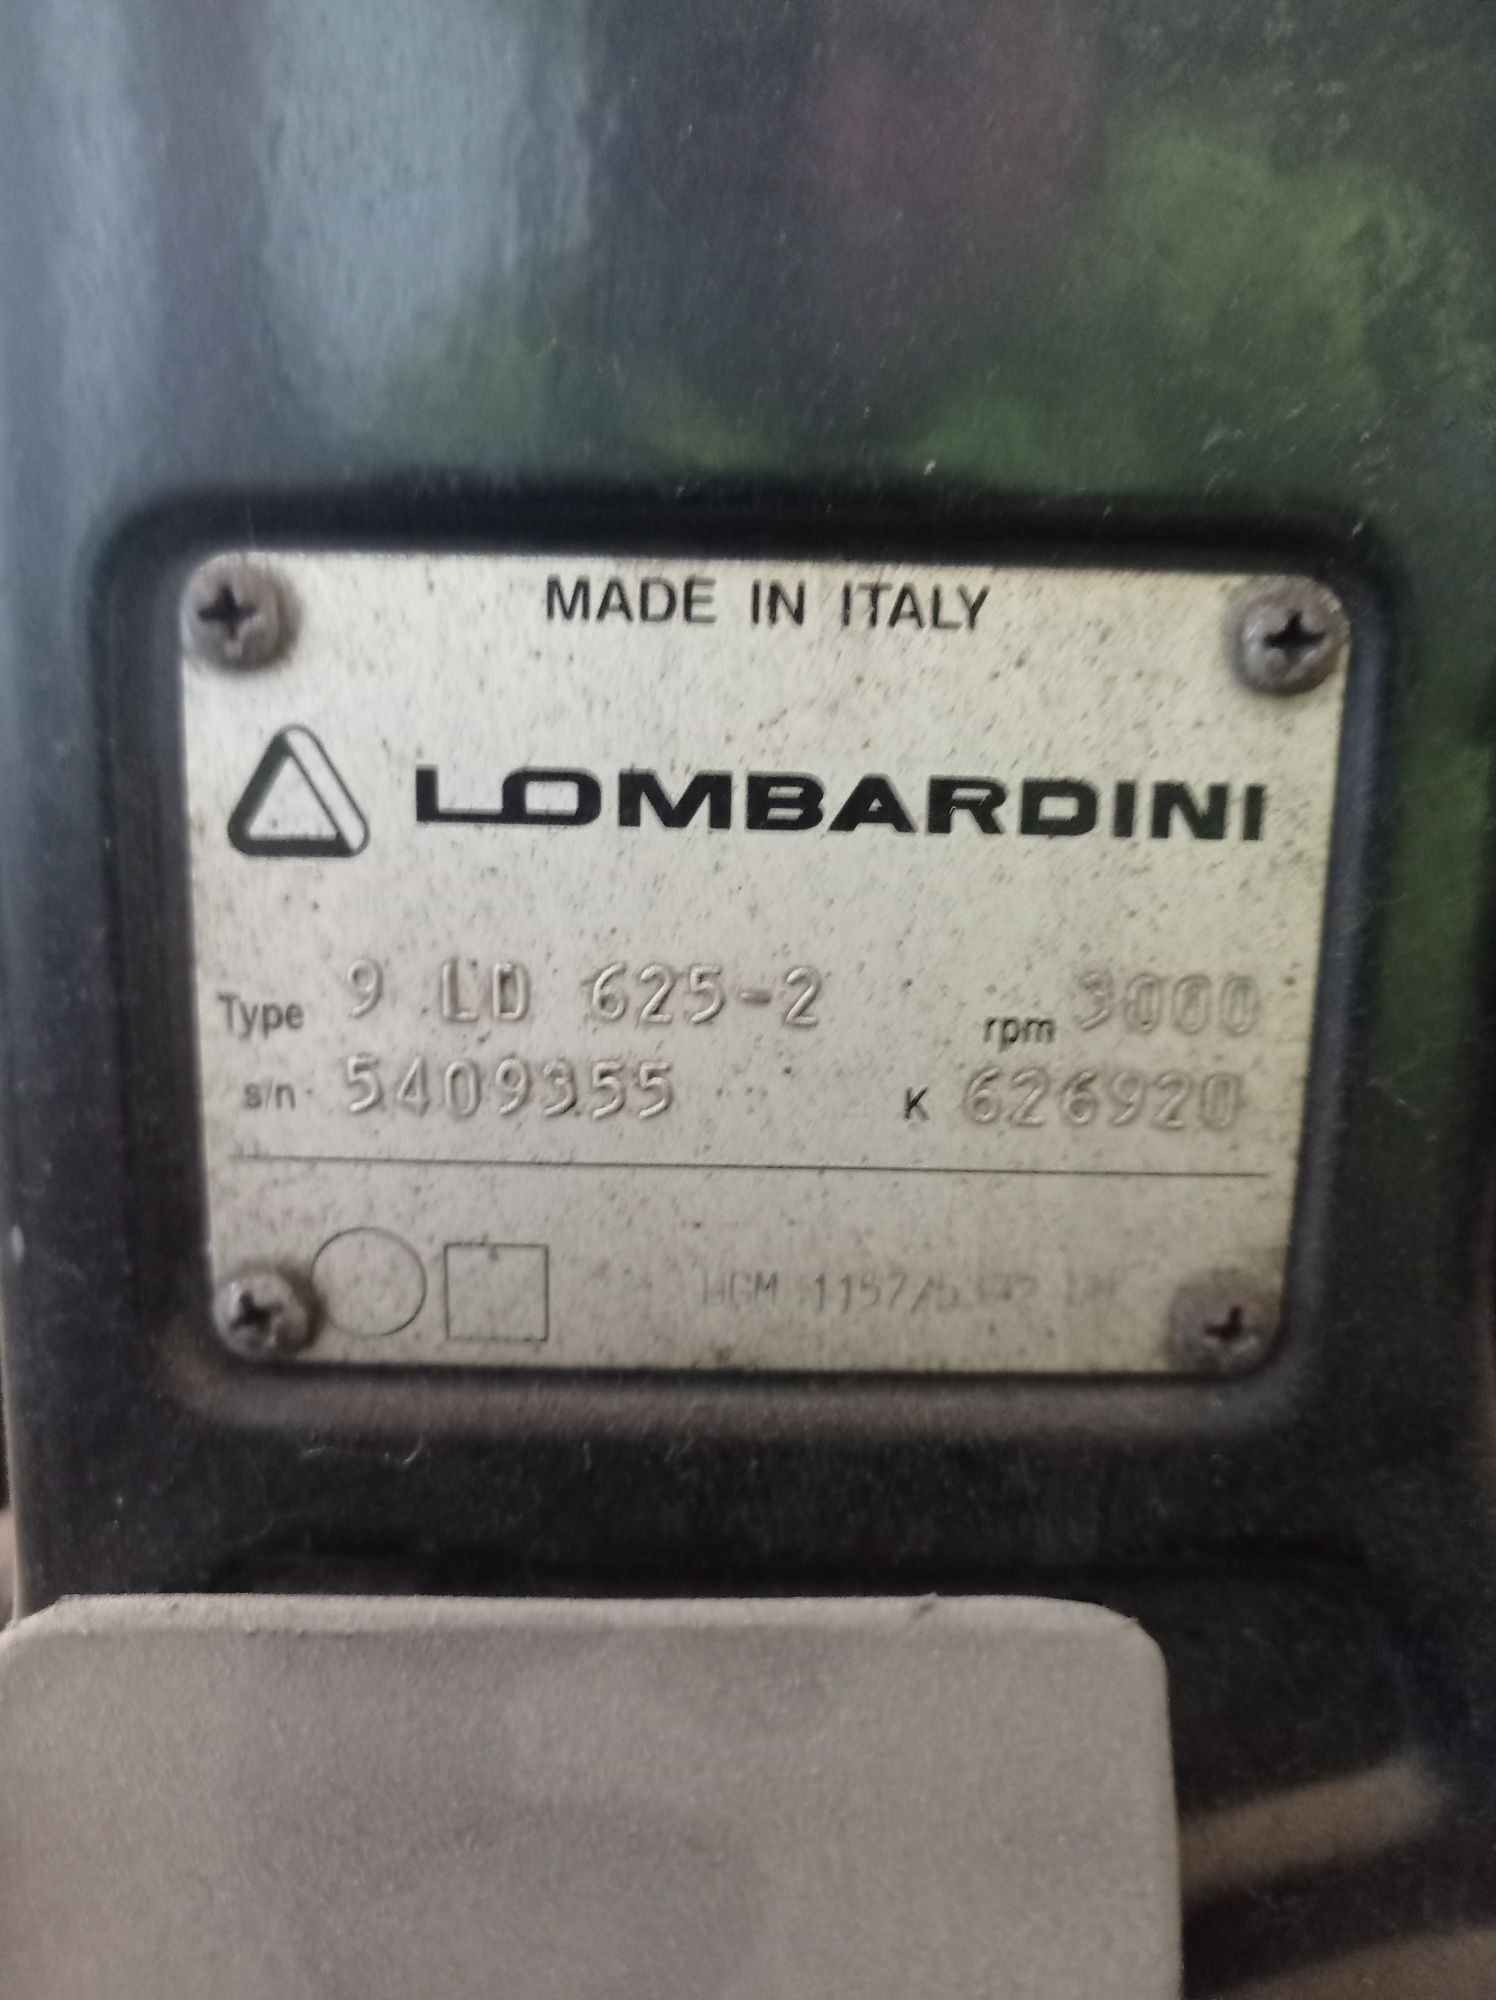 MADE IN ITALY
LOMBARDINI
Type 9 LD 625-2 rpm 3000
s/n 5409355 K 626920